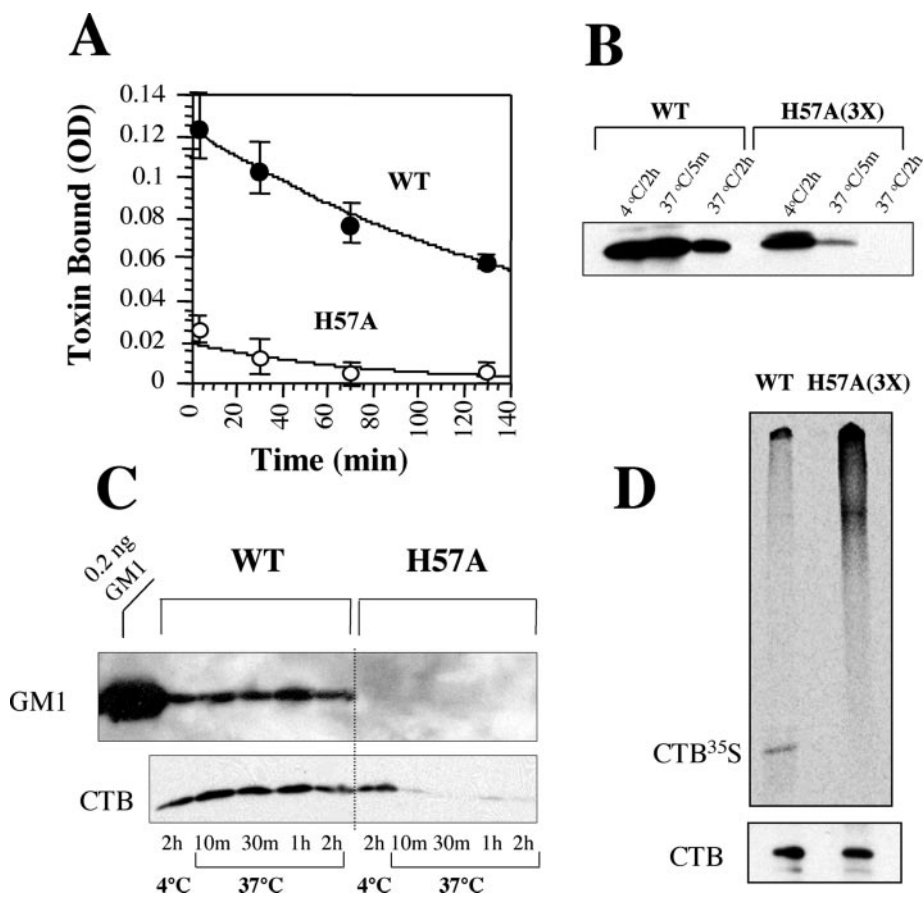 A
Toxin Bound (OD)
0.14
0.12
0.1
0.08
0.06
0.04
0.02
0
WT
H57A
0 20 40 60 80 100 120 140
Time (min)
B
WT H57A(3X)
4°C/2h 37 °C/5m 37 °C/2h 4°C/2h 37 °C/5m 37 °C/2h
C
0.2 ng
GM1
WT H57A
GM1
CTB
2h 10m 30m 1h 2h 2h 10m 30m 1h 2h
4°C 37°C 4°C 37°C
D
WT H57A(3X)
CTB³⁵S
CTB